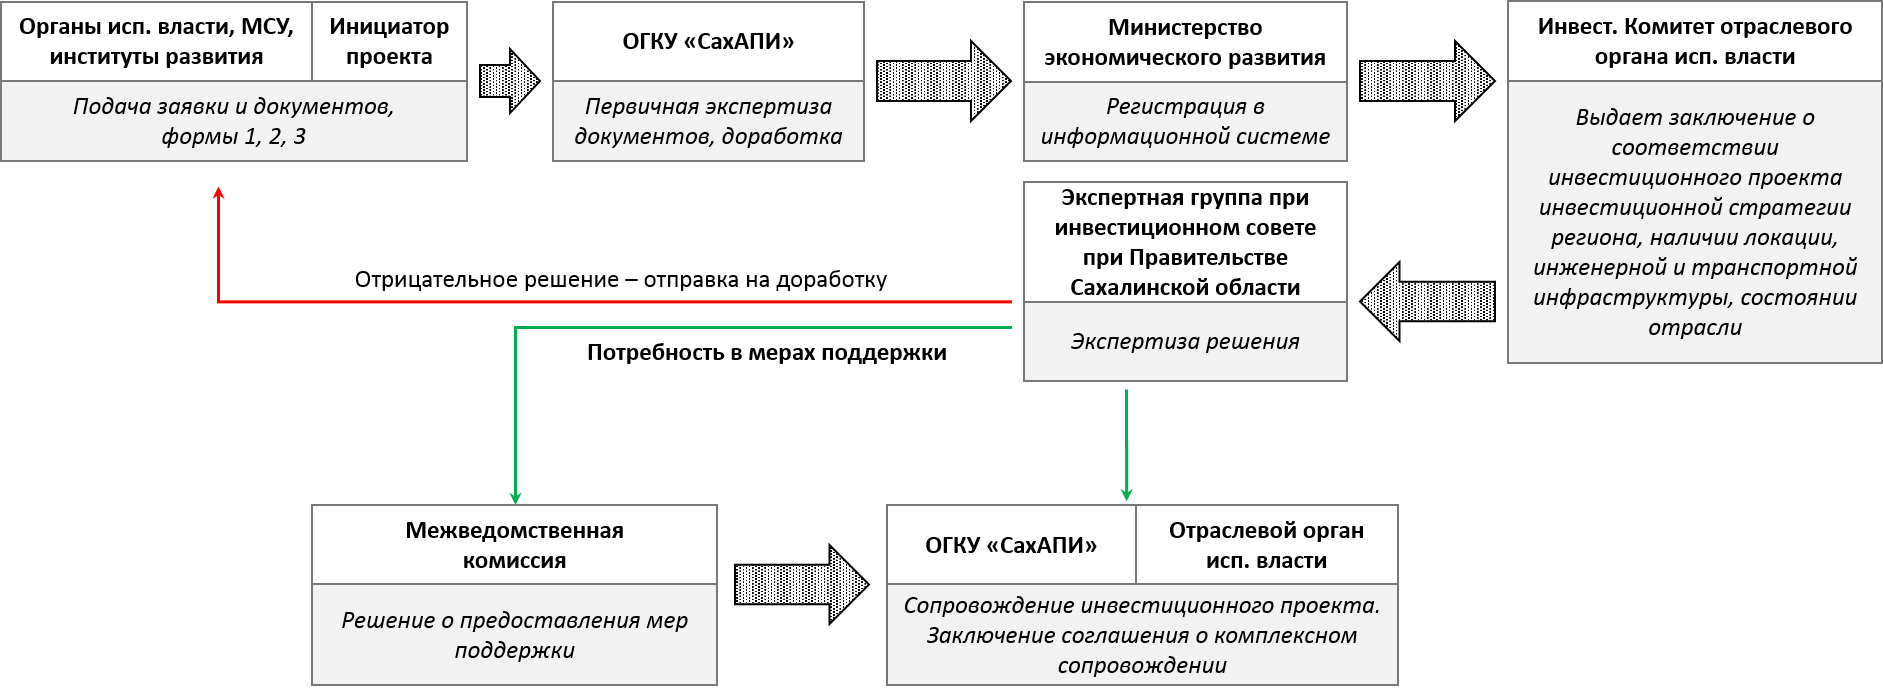 Органы исп. власти, МСУ,
институты развития
Инициатор
проекта
Подача заявки и документов,
формы 1, 2, 3
ОГКУ «СахАПИ»
Первичная экспертиза
документов, доработка
Министерство
экономического развития
Регистрация в
информационной системе
Инвест. Комитет отраслевого
органа исп. власти
Выдает заключение о
соответствии
инвестиционного проекта
инвестиционной стратегии
региона, наличии локации,
инженерной и транспортной
инфраструктуры, состоянии
отрасли
Экспертная группа при
инвестиционном совете
при Правительстве
Сахалинской области
Экспертиза решения
Отрицательное решение – отправка на доработку
Потребность в мерах поддержки
Межведомственная
комиссия
Решение о предоставления мер
поддержки
ОГКУ «СахАПИ»
Отраслевой орган
исп. власти
Сопровождение инвестиционного проекта.
Заключение соглашения о комплексном
сопровождении